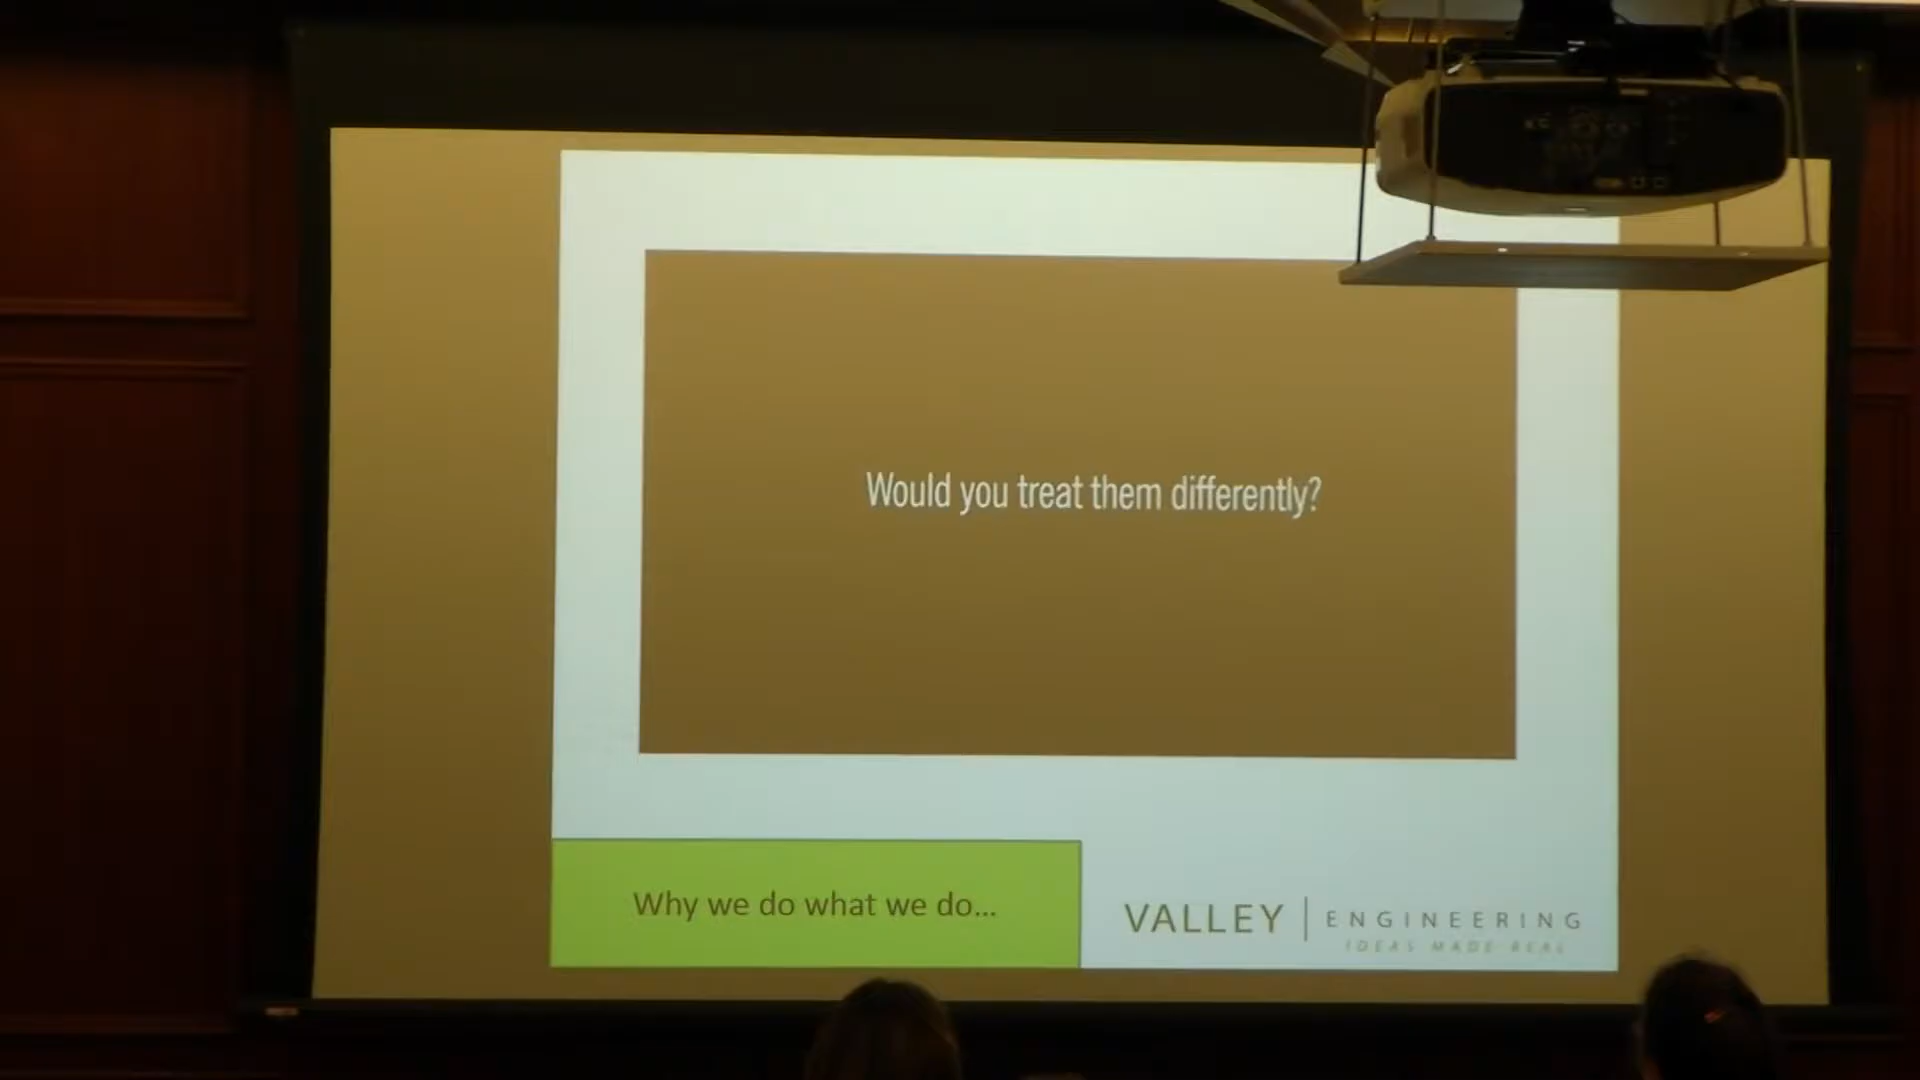 Would you treat them differently?
Why we do what we do...
VALLEY | ENGINEERING
IDEAS MADE REAL